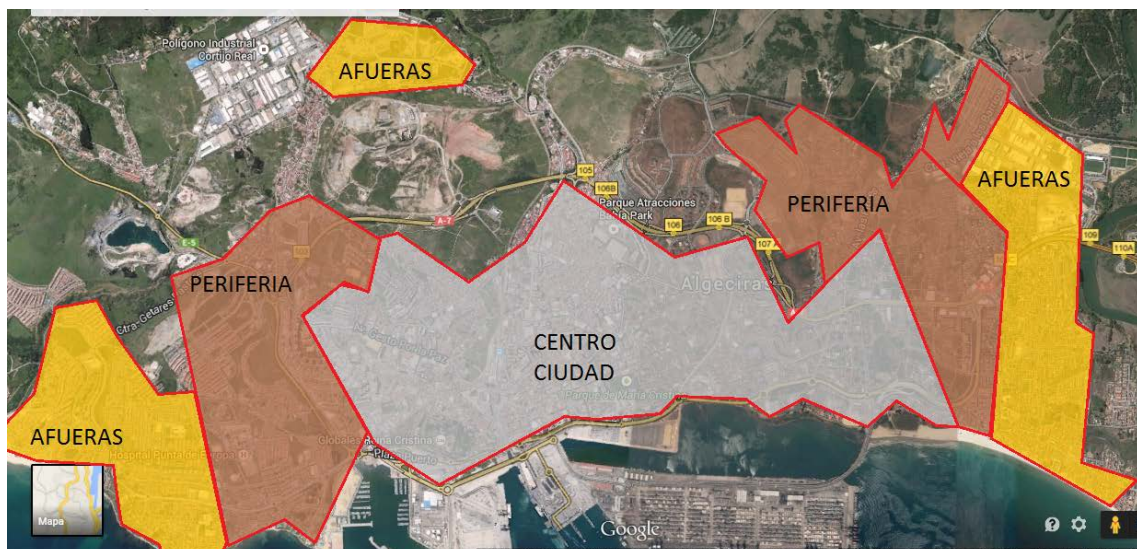 Polígono Industrial
Cortijo Real
AFUERAS
105
106B
Parque Atracciones
Bahía Park
106
106 B
107 A
A-7
E-5
PERIFERIA
AFUERAS
109
110A
PERIFERIA
Algeciras
Ctra-Getares
CENTRO
CIUDAD
Parque de María Cristina
AFUERAS
Globales Reina Cristina
Plaza Puerto
Hospital Punta de Europa
Mapa
Google